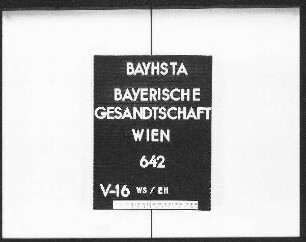 BAYHSTA
BAYERISCHE
GESANDTSCHAFT
WIEN
642
V-16 WS / EH